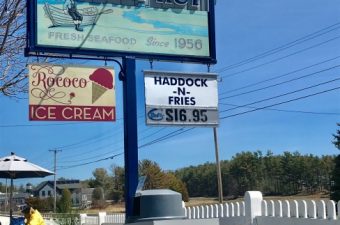 FRESH SEAFOOD Since 1956
Rococo
ICE CREAM
HADDOCK
-N-
FRIES
$16.95